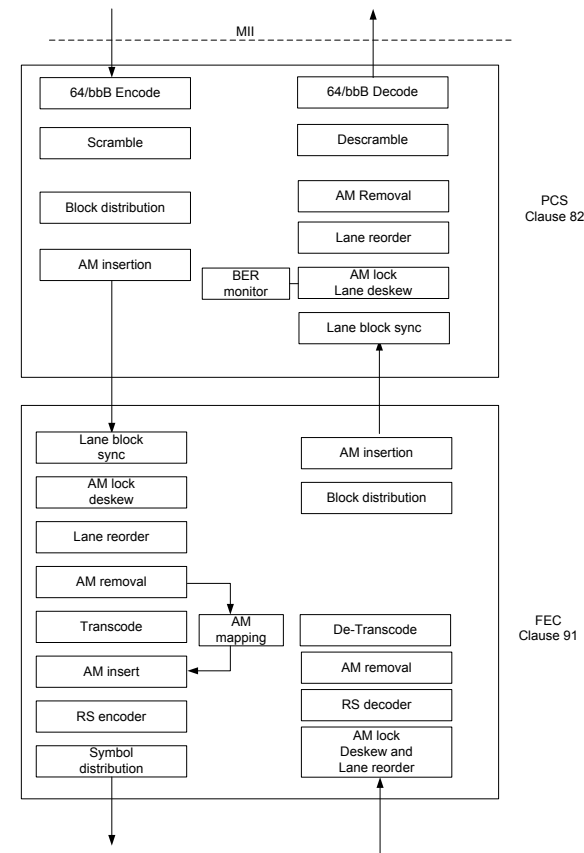 MII
64/bbB Encode
Scramble
Block distribution
AM insertion
64/bbB Decode
Descramble
AM Removal
Lane reorder
BER
monitor
AM lock
Lane deskew
Lane block sync
PCS
Clause 82
Lane block
sync
AM lock
deskew
Lane reorder
AM removal
Transcode
AM
mapping
AM insert
RS encoder
Symbol
distribution
AM insertion
Block distribution
De-Transcode
AM removal
RS decoder
AM lock
Deskew and
Lane reorder
FEC
Clause 91